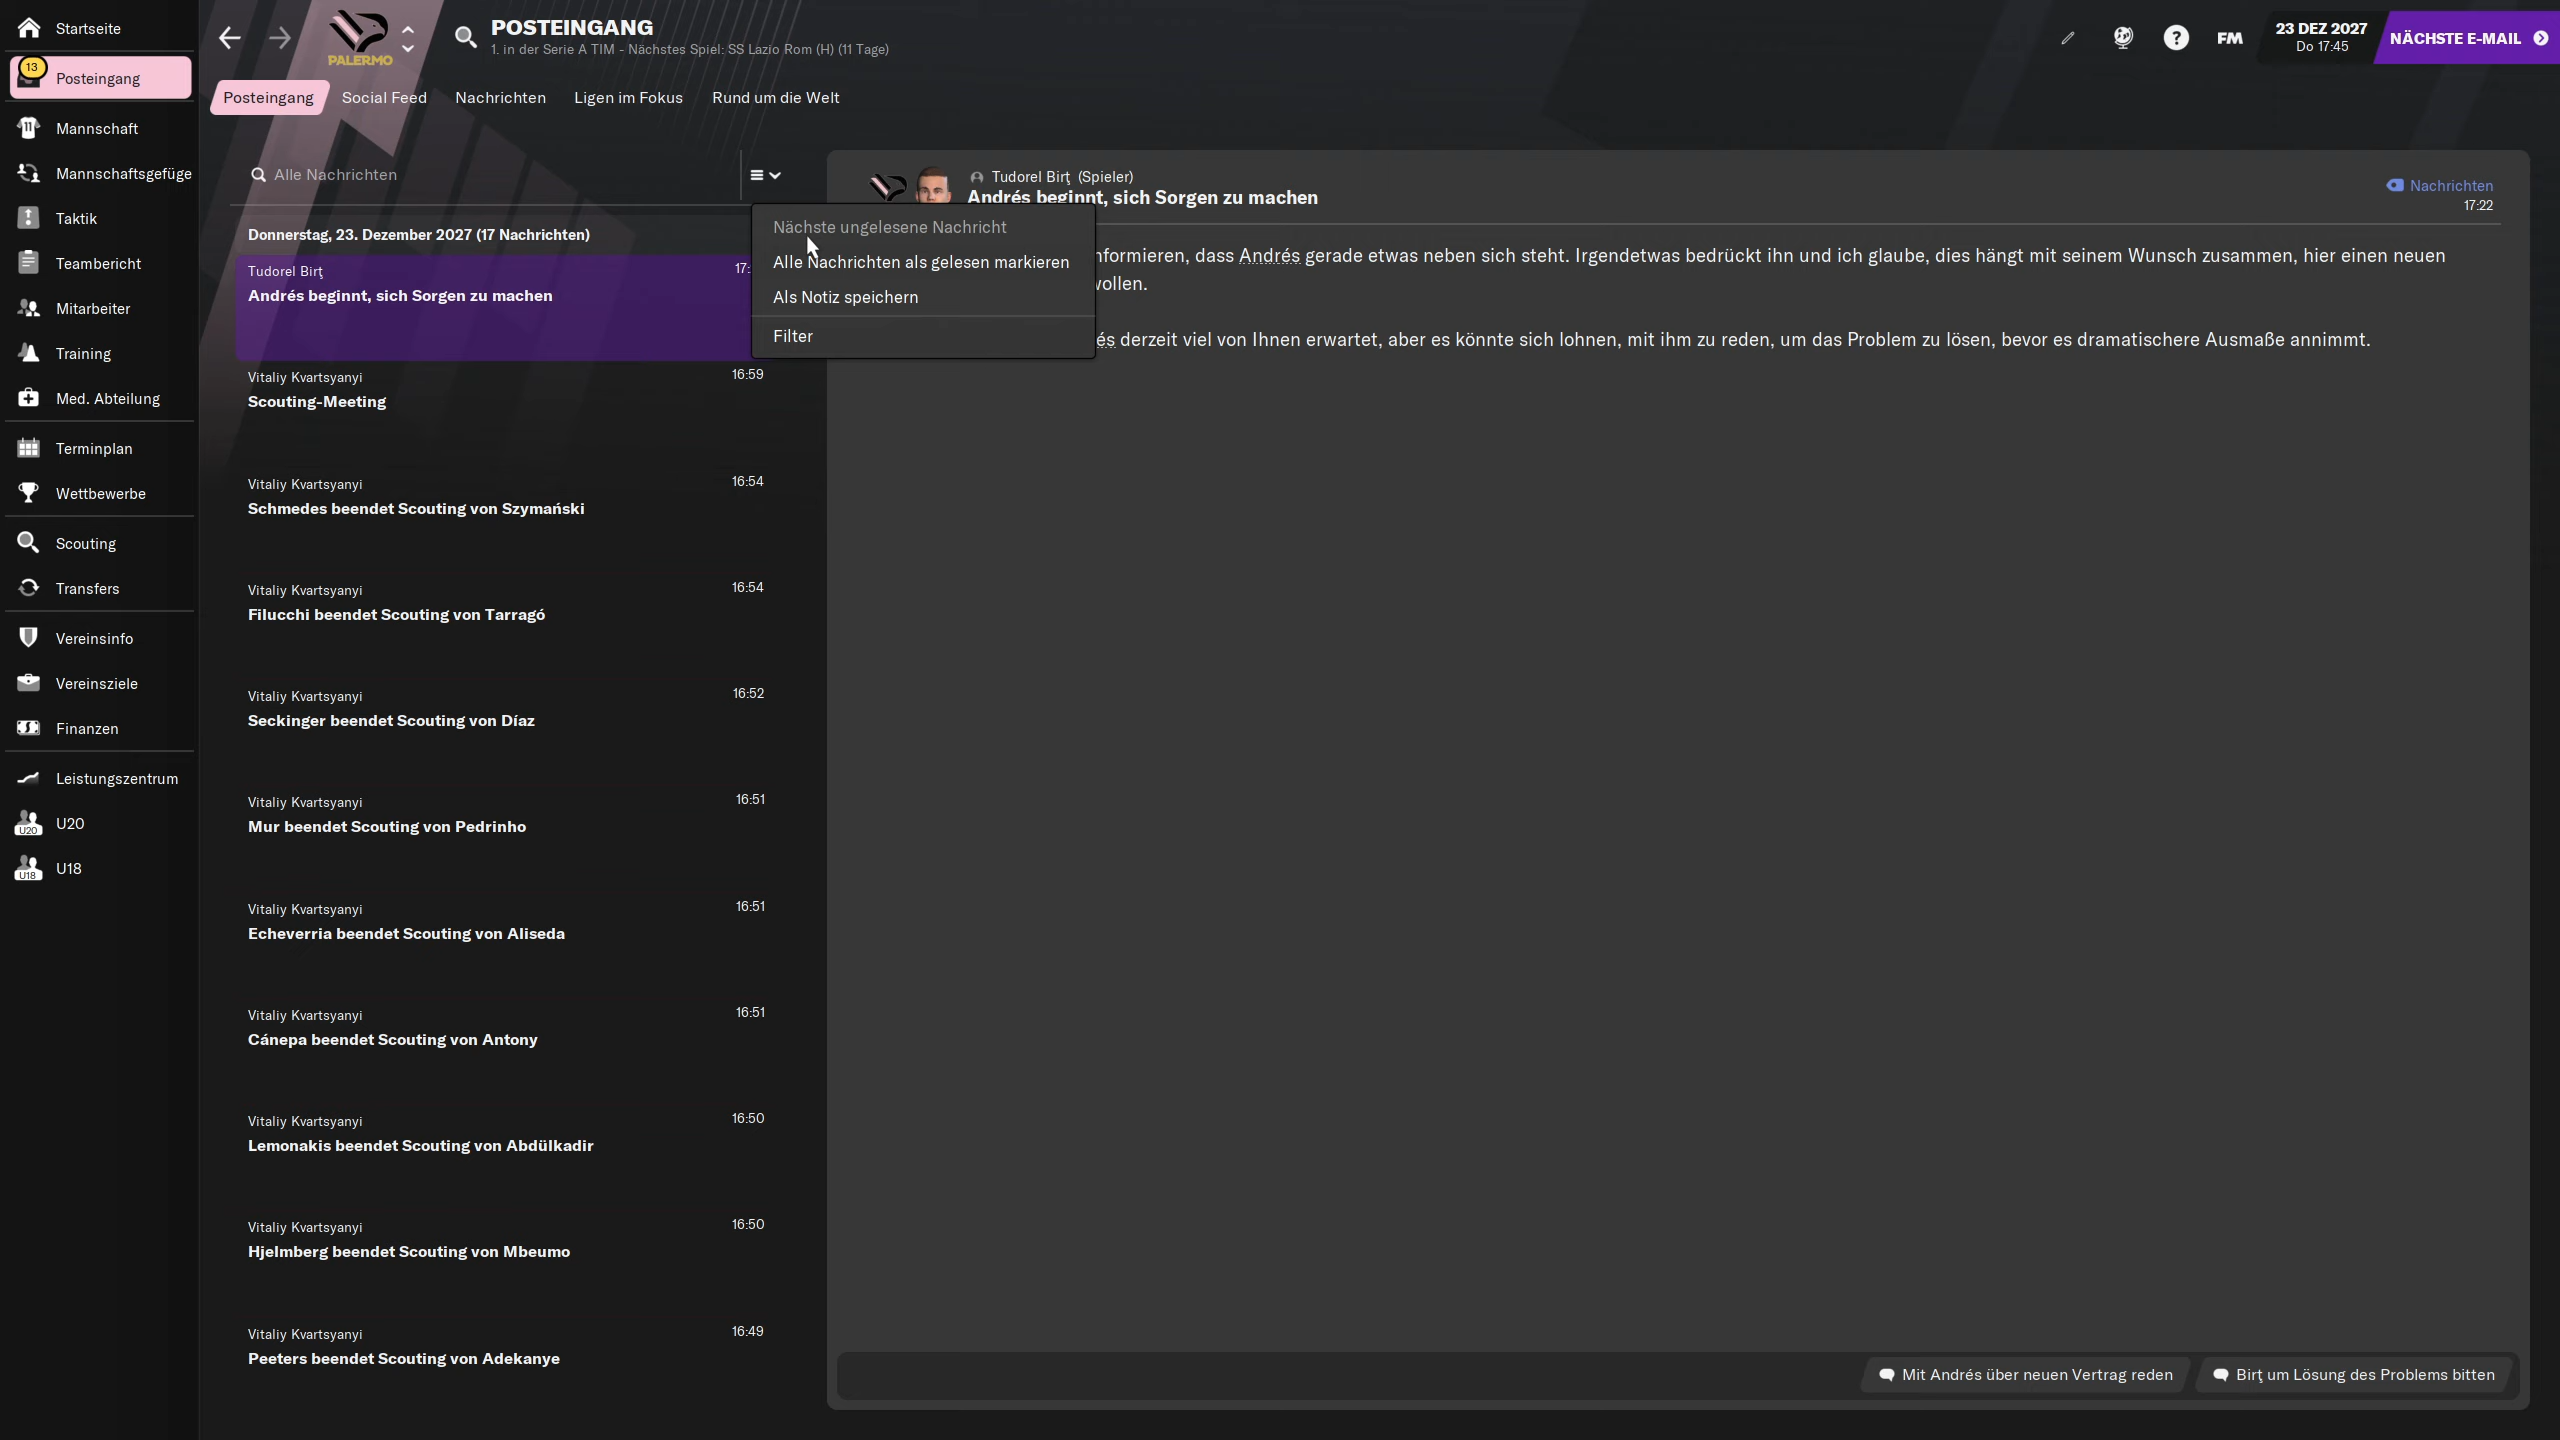 Startseite
13
Posteingang
Mannschaft
Mannschaftsgefüge
Taktik
Teambericht
Mitarbeiter
Training
Med. Abteilung
Terminplan
Wettbewerbe
Scouting
Transfers
Vereinsinfo
Vereinsziele
Finanzen
Leistungszentrum
U20
U20
U18
U18
PALERMO
POSTEINGANG
1. in der Serie A TIM - Nächstes Spiel: SS Lazio Rom (H) (11 Tage)
?
FM
23 DEZ 2027
Do 17:45
NÄCHSTE E-MAIL
Posteingang
Social Feed
Nachrichten
Ligen im Fokus
Rund um die Welt
Alle Nachrichten
Donnerstag, 23. Dezember 2027 (17 Nachrichten)
Tudorel Birţ
17:
Andrés beginnt, sich Sorgen zu machen
Vitaliy Kvartsyanyi
16:59
Scouting-Meeting
Vitaliy Kvartsyanyi
16:54
Schmedes beendet Scouting von Szymański
Vitaliy Kvartsyanyi
16:54
Filucchi beendet Scouting von Tarragó
Vitaliy Kvartsyanyi
16:52
Seckinger beendet Scouting von Díaz
Vitaliy Kvartsyanyi
16:51
Mur beendet Scouting von Pedrinho
Vitaliy Kvartsyanyi
16:51
Echeverria beendet Scouting von Aliseda
Vitaliy Kvartsyanyi
16:51
Cánepa beendet Scouting von Antony
Vitaliy Kvartsyanyi
16:50
Lemonakis beendet Scouting von Abdülkadir
Vitaliy Kvartsyanyi
16:50
Hjelmberg beendet Scouting von Mbeumo
Vitaliy Kvartsyanyi
16:49
Peeters beendet Scouting von Adekanye
Nächste ungelesene Nachricht
Alle Nachrichten als gelesen markieren
Als Notiz speichern
Filter
Tudorel Birţ (Spieler)
Andrés beginnt, sich Sorgen zu machen
Nachrichten
17:22
nformieren, dass Andrés gerade etwas neben sich steht. Irgendetwas bedrückt ihn und ich glaube, dies hängt mit seinem Wunsch zusammen, hier einen neuen
wollen.
és derzeit viel von Ihnen erwartet, aber es könnte sich lohnen, mit ihm zu reden, um das Problem zu lösen, bevor es dramatischere Ausmaße annimmt.
Mit Andrés über neuen Vertrag reden
Birţ um Lösung des Problems bitten